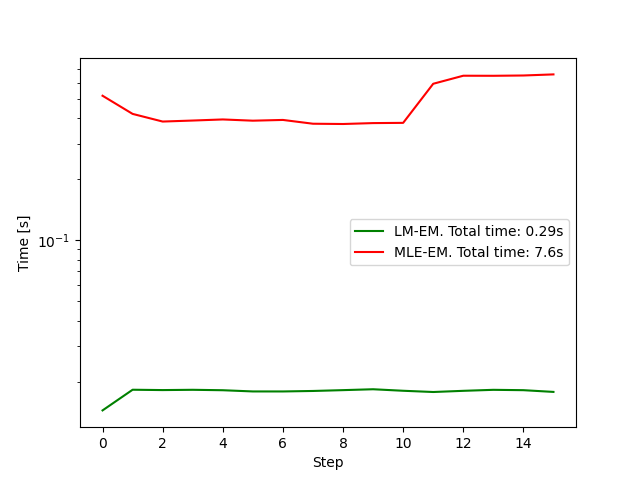 Time [s]
10⁻¹
LM-EM. Total time: 0.29s
MLE-EM. Total time: 7.6s
0 2 4 6 8 10 12 14
Step